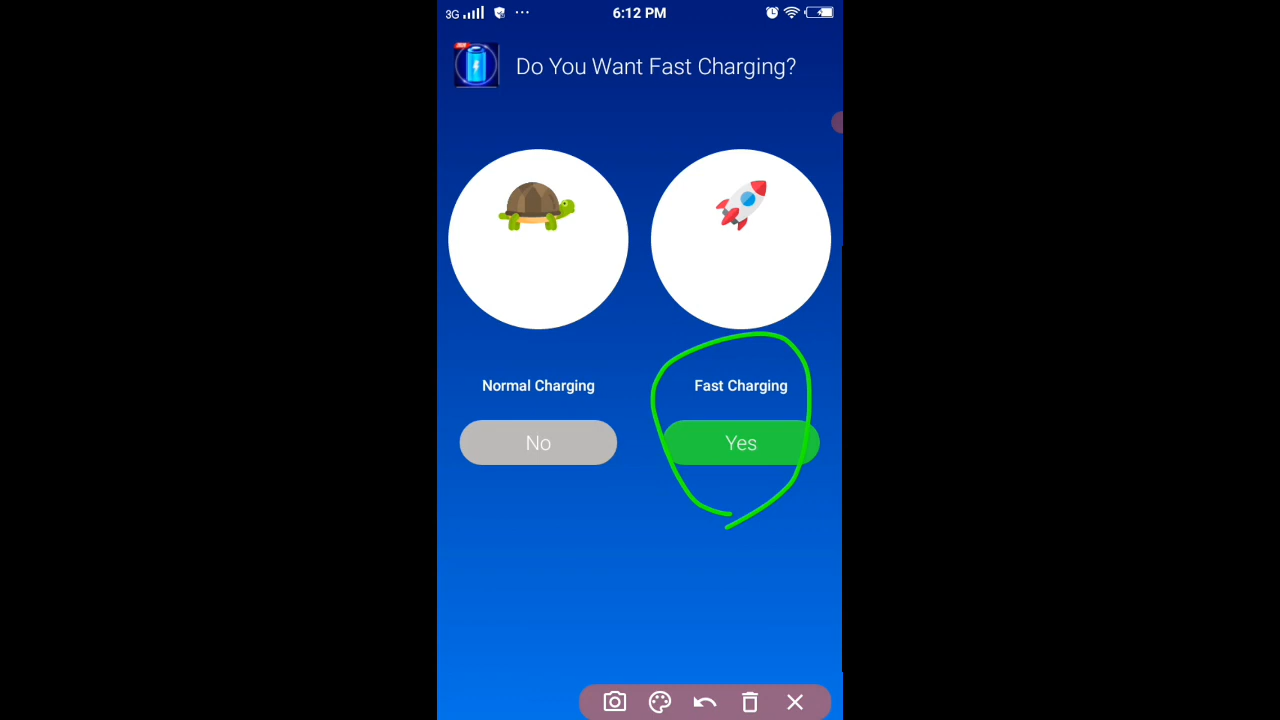 3G 6:12 PM
Do You Want Fast Charging?
Normal Charging Fast Charging
No Yes